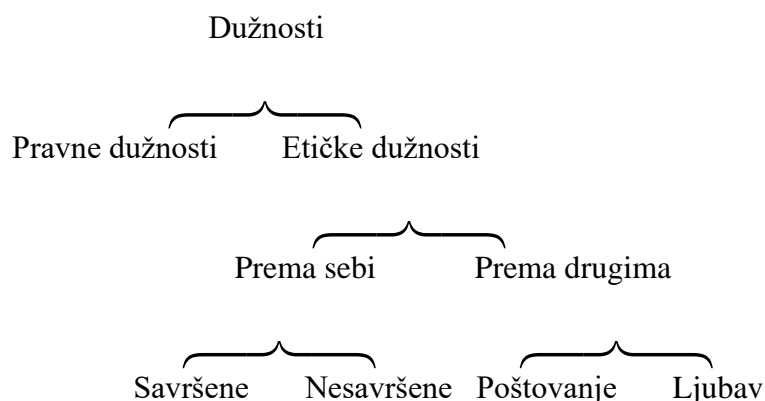 Dužnosti
Pravne dužnosti Etičke dužnosti
Prema sebi Prema drugima
Savršene Nesavršene Poštovanje Ljubav